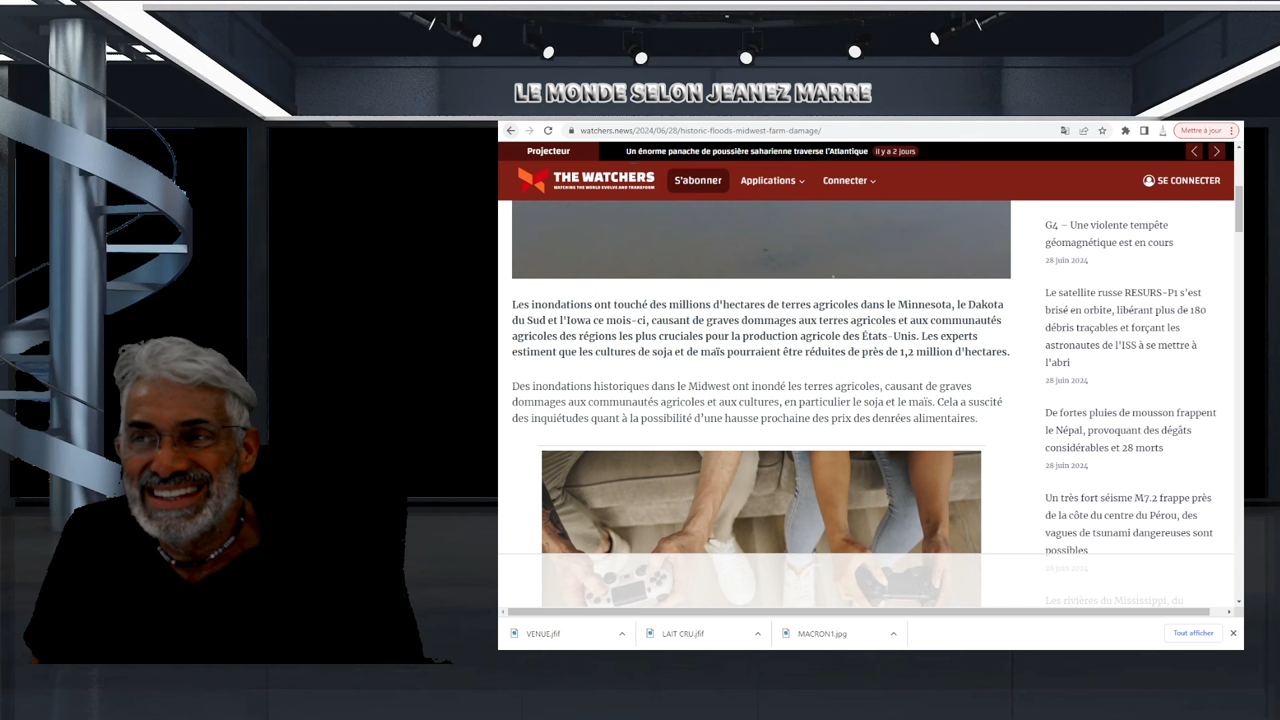 LE MONDE SELON JEANEZ MARRE
watchers.news/2024/06/28/historic-floods-midwest-farm-damage/
Mettre à jour
Projecteur
Un énorme panache de poussière saharienne traverse l'Atlantique
il y a 2 jours
THE WATCHERS
WATCHING THE WORLD EVOLVE AND TRANSFORM
S'abonner
Applications
Connecter
SE CONNECTER
Les inondations ont touché des millions d'hectares de terres agricoles dans le Minnesota, le Dakota
du Sud et l'Iowa ce mois-ci, causant de graves dommages aux terres agricoles et aux communautés
agricoles des régions les plus cruciales pour la production agricole des États-Unis. Les experts
estiment que les cultures de soja et de maïs pourraient être réduites de près de 1,2 million d'hectares.
Des inondations historiques dans le Midwest ont inondé les terres agricoles, causant de graves
dommages aux communautés agricoles et aux cultures, en particulier le soja et le maïs. Cela a suscité
des inquiétudes quant à la possibilité d'une hausse prochaine des prix des denrées alimentaires.
G4 – Une violente tempête
géomagnétique est en cours
28 juin 2024
Le satellite russe RESURS-P1 s'est
brisé en orbite, libérant plus de 180
débris traçables et forçant les
astronautes de l'ISS à se mettre à
l'abri
28 juin 2024
De fortes pluies de mousson frappent
le Népal, provoquant des dégâts
considérables et 28 morts
28 juin 2024
Un très fort séisme M7.2 frappe près
de la côte du centre du Pérou, des
vagues de tsunami dangereuses sont
possibles
28 juin 2024
Les rivières du Mississippi, du
VENUE.jfif
LAIT CRU.jfif
MACRON1.jpg
Tout afficher